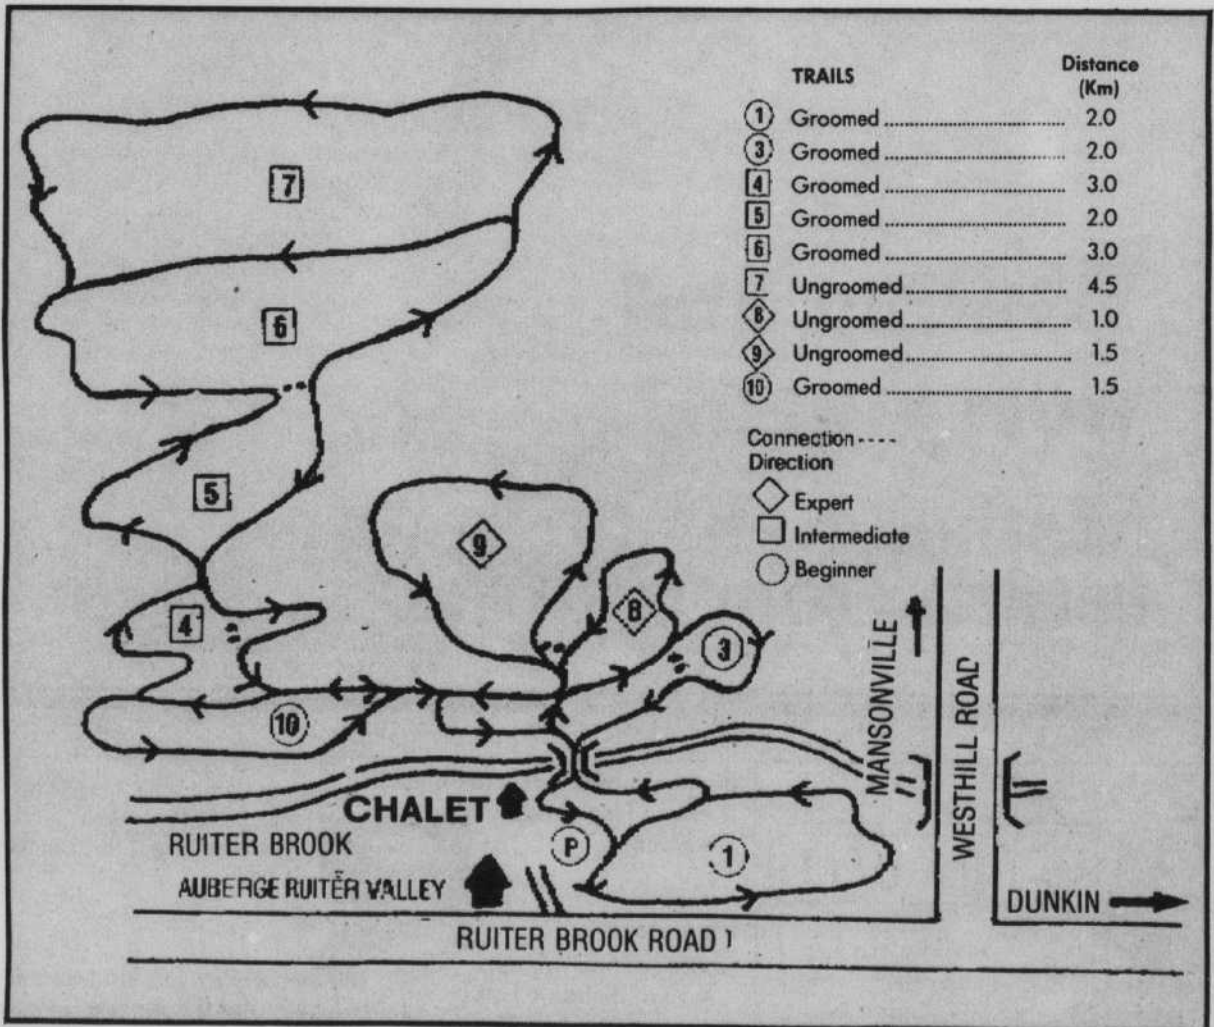 TRAILS Distance (Km)
1 Groomed 2.0
3 Groomed 2.0
4 Groomed 3.0
5 Groomed 2.0
6 Groomed 3.0
7 Ungroomed 4.5
8 Ungroomed 1.0
9 Ungroomed 1.5
10 Groomed 1.5
Connection ----
Direction
Expert
Intermediate
Beginner
7
6
5
9
8
4
3
10
MANSONVILLE
WESTHILL ROAD
CHALET
RUITER BROOK
P
1
AUBERGE RUITER VALLEY
DUNKIN
RUITER BROOK ROAD